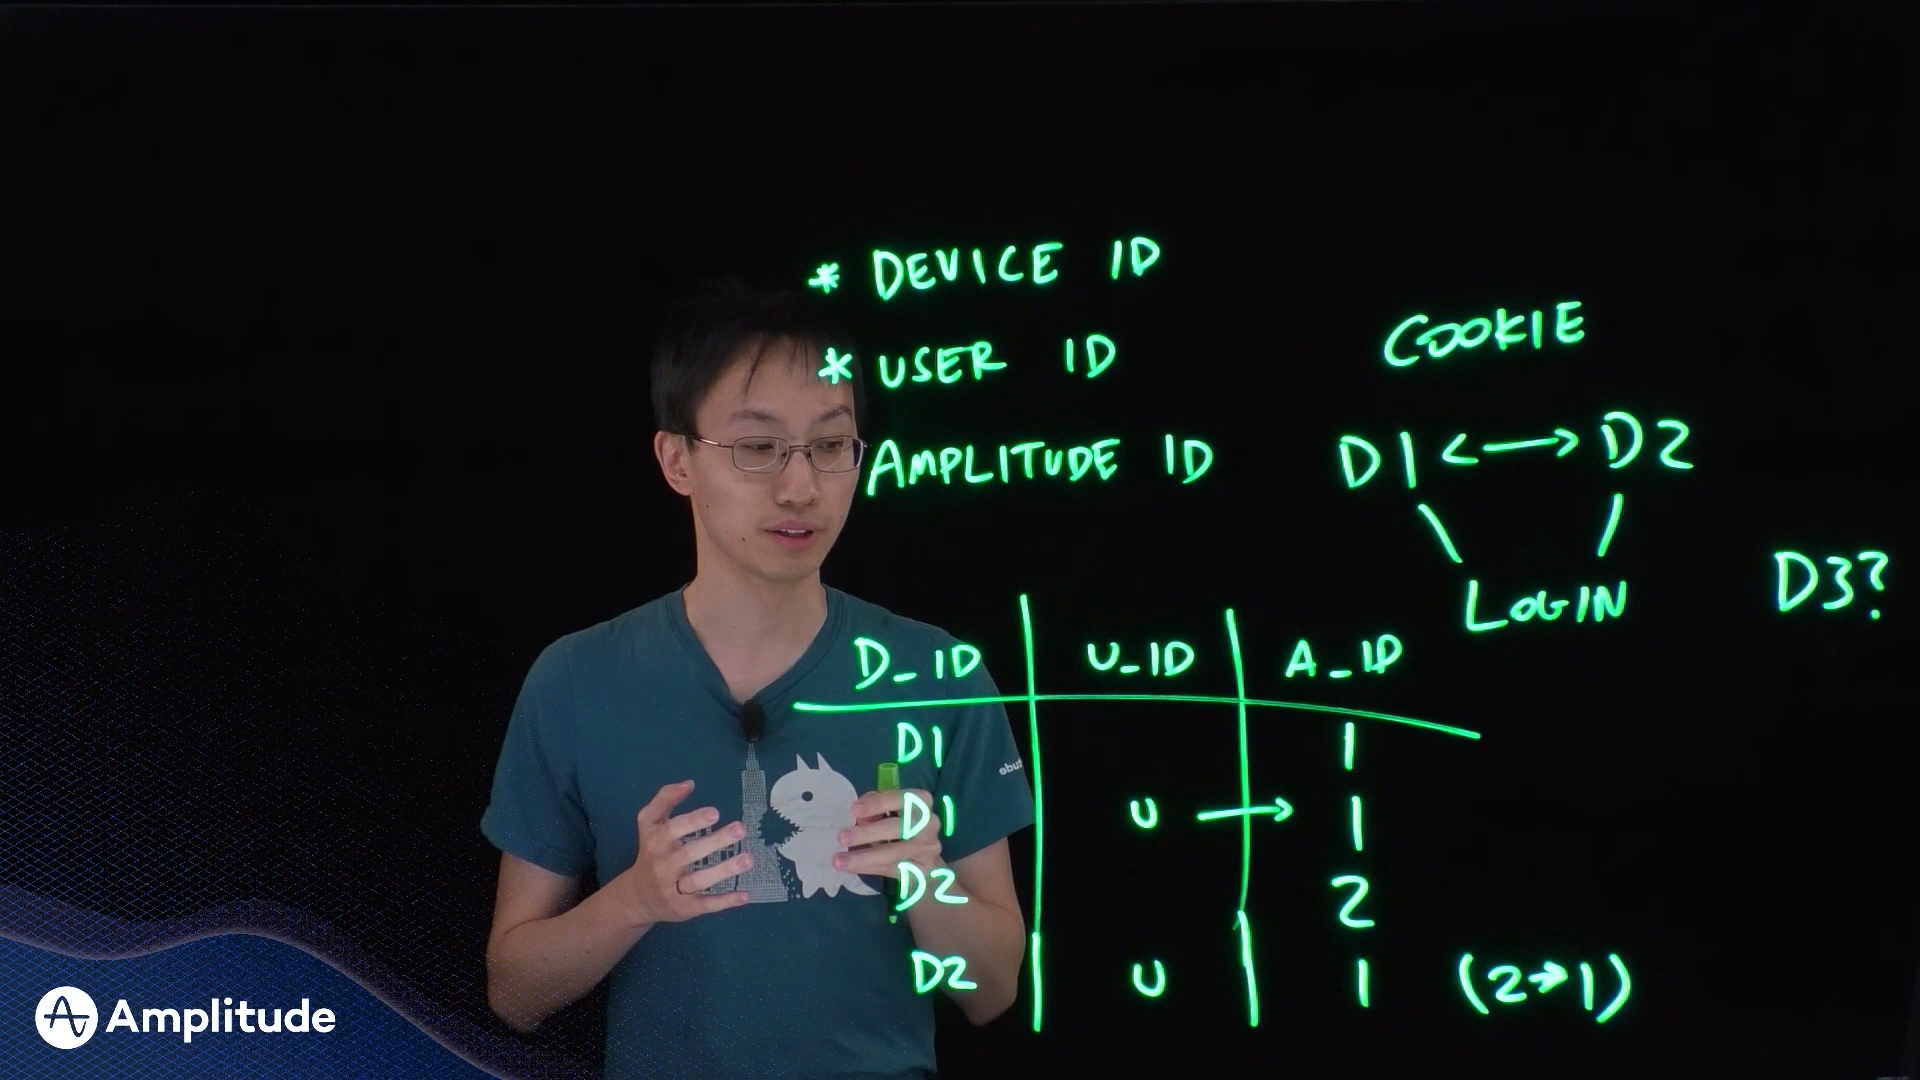 * DEVICE ID
* USER ID
AMPLITUDE ID
COOKIE
D1 <-> D2
LOGIN
D3?
D_ID U_ID A_ID
D1 1
D1 U → 1
D2 2
D2 U 1 (2→1)
Amplitude